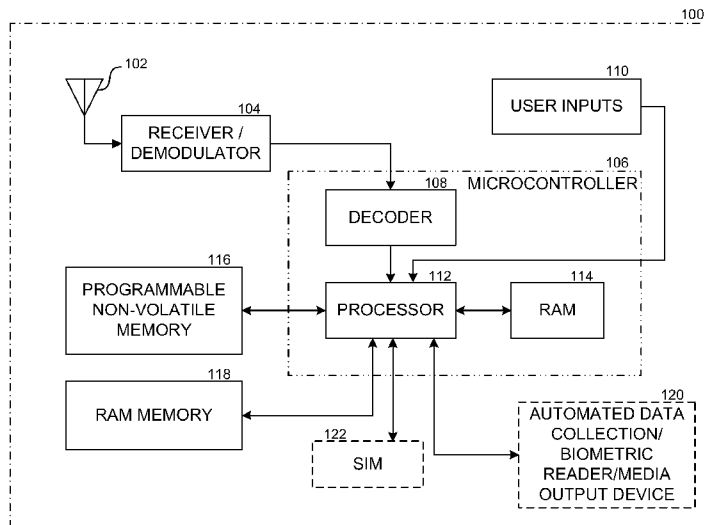 100
102
110
USER INPUTS
104
RECEIVER /
DEMODULATOR
106
MICROCONTROLLER
108
DECODER
116
PROGRAMMABLE
NON-VOLATILE
MEMORY
112
PROCESSOR
114
RAM
118
RAM MEMORY
122
SIM
120
AUTOMATED DATA
COLLECTION/
BIOMETRIC
READER/MEDIA
OUTPUT DEVICE